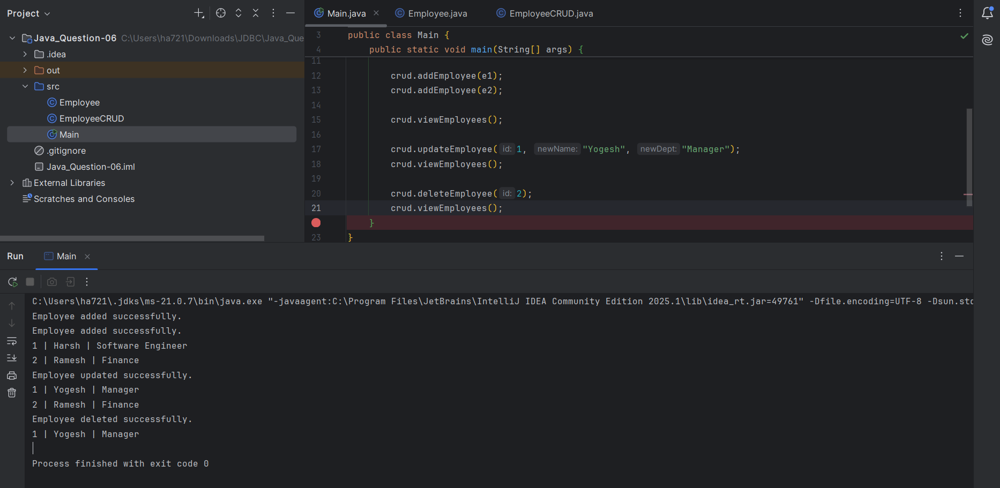 Project
Java_Question-06 C:\Users\ha721\Downloads\JDBC\Java_Que
.idea
out
src
Employee
EmployeeCRUD
Main
.gitignore
Java_Question-06.iml
External Libraries
Scratches and Consoles
Main.java Employee.java EmployeeCRUD.java
3 public class Main {
4 public static void main(String[] args) {
11
12 crud.addEmployee(e1);
13 crud.addEmployee(e2);
14
15 crud.viewEmployees();
16
17 crud.updateEmployee( id: 1, newName: "Yogesh", newDept: "Manager");
18 crud.viewEmployees();
19
20 crud.deleteEmployee( id: 2);
21 crud.viewEmployees();
}
23 }
Run Main
C:\Users\ha721\.jdks\ms-21.0.7\bin\java.exe "-javaagent:C:\Program Files\JetBrains\IntelliJ IDEA Community Edition 2025.1\lib\idea_rt.jar=49761" -Dfile.encoding=UTF-8 -Dsun.std
Employee added successfully.
Employee added successfully.
1 | Harsh | Software Engineer
2 | Ramesh | Finance
Employee updated successfully.
1 | Yogesh | Manager
2 | Ramesh | Finance
Employee deleted successfully.
1 | Yogesh | Manager
Process finished with exit code 0